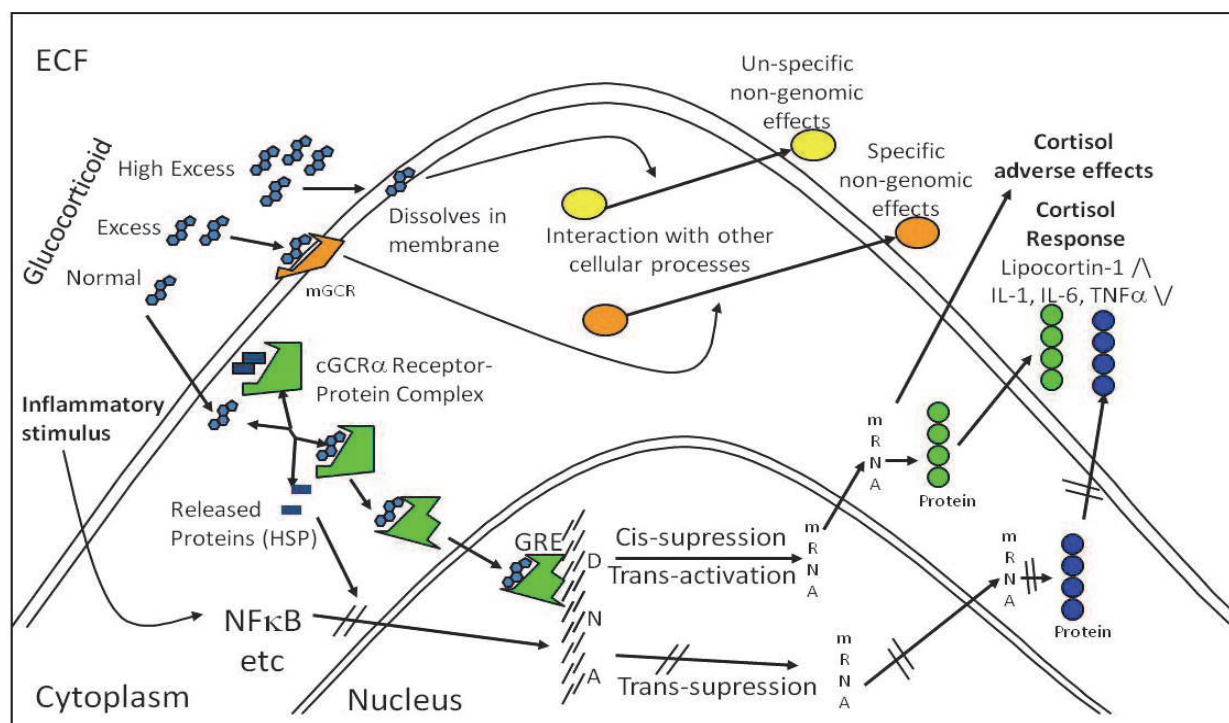 ECF
Glucocorticoid
High Excess
Excess
Normal
Dissolves in
membrane
mGCR
Un-specific
non-genomic
effects
Specific
non-genomic
effects
Interaction with other
cellular processes
Cortisol
adverse effects
Cortisol
Response
Lipocortin-1 /\
IL-1, IL-6, TNFα \/
cGCRα Receptor-
Protein Complex
Inflammatory
stimulus
Released
Proteins (HSP)
NFκB
etc
GRE
D
N
A
Cis-supression
Trans-activation
Trans-supression
m
R
N
A
m
R
N
A
Protein
m
R
N
A
m
R
N
A
Protein
Cytoplasm
Nucleus